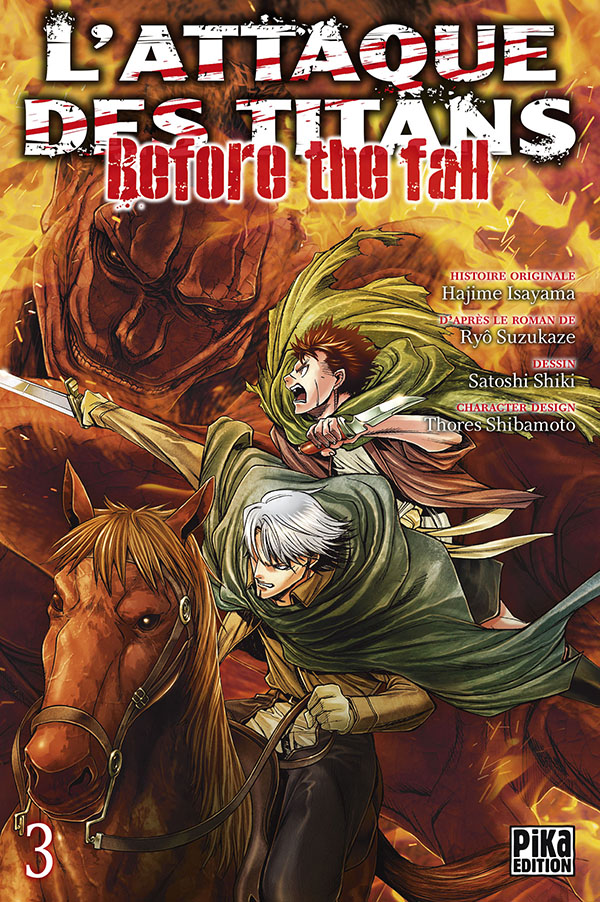 L'ATTAQUE
DES TITANS
Before the fall
HISTOIRE ORIGINALE
Hajime Isayama
D'APRÈS LE ROMAN DE
Ryô Suzukaze
DESSIN
Satoshi Shiki
CHARACTER DESIGN
Thores Shibamoto
3
PIKA
EDITION